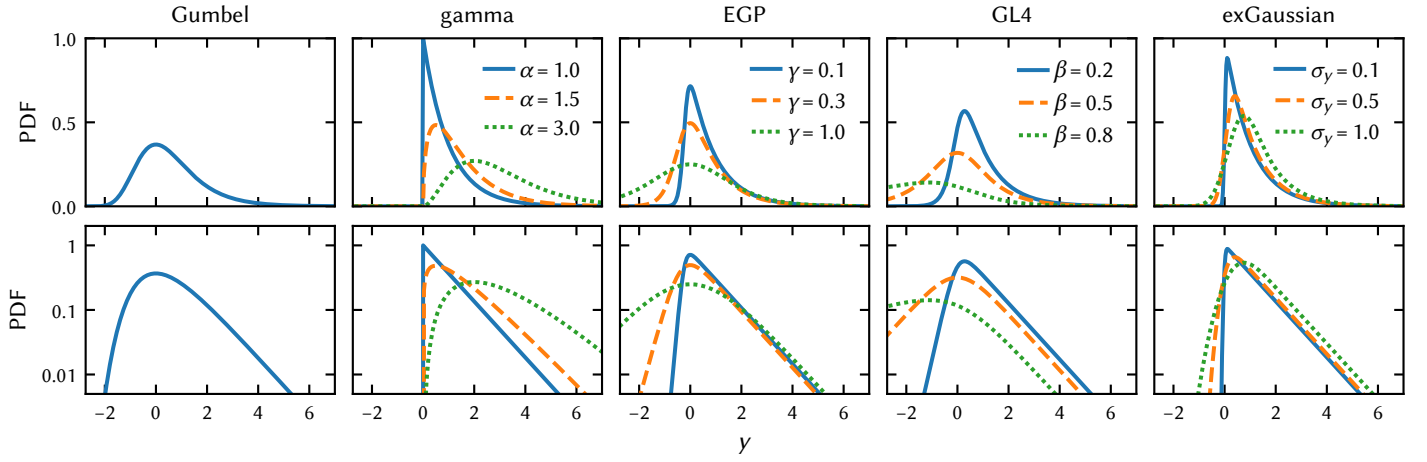 Gumbel gamma EGP GL4 exGaussian
PDF
1.0
0.5
0.0
α = 1.0
α = 1.5
α = 3.0
γ = 0.1
γ = 0.3
γ = 1.0
β = 0.2
β = 0.5
β = 0.8
σy = 0.1
σy = 0.5
σy = 1.0
PDF
1
0.1
0.01
−2 0 2 4 6 −2 0 2 4 6 −2 0 2 4 6 −2 0 2 4 6 −2 0 2 4 6
y